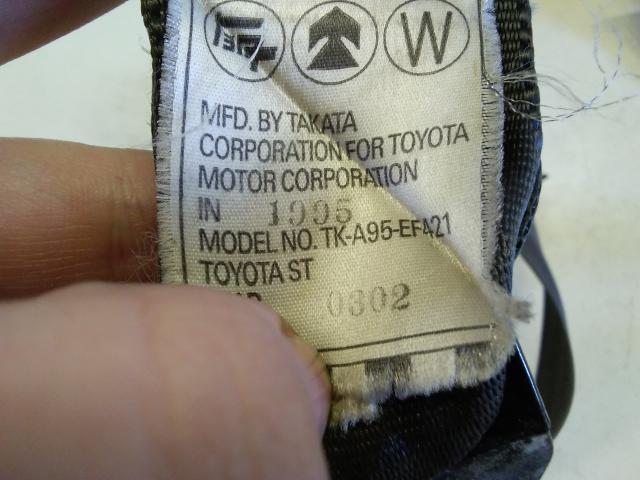 W
MFD. BY TAKATA
CORPORATION FOR TOYOTA
MOTOR CORPORATION
IN 1995
MODEL NO. TK-A95-EF421
TOYOTA ST
0302